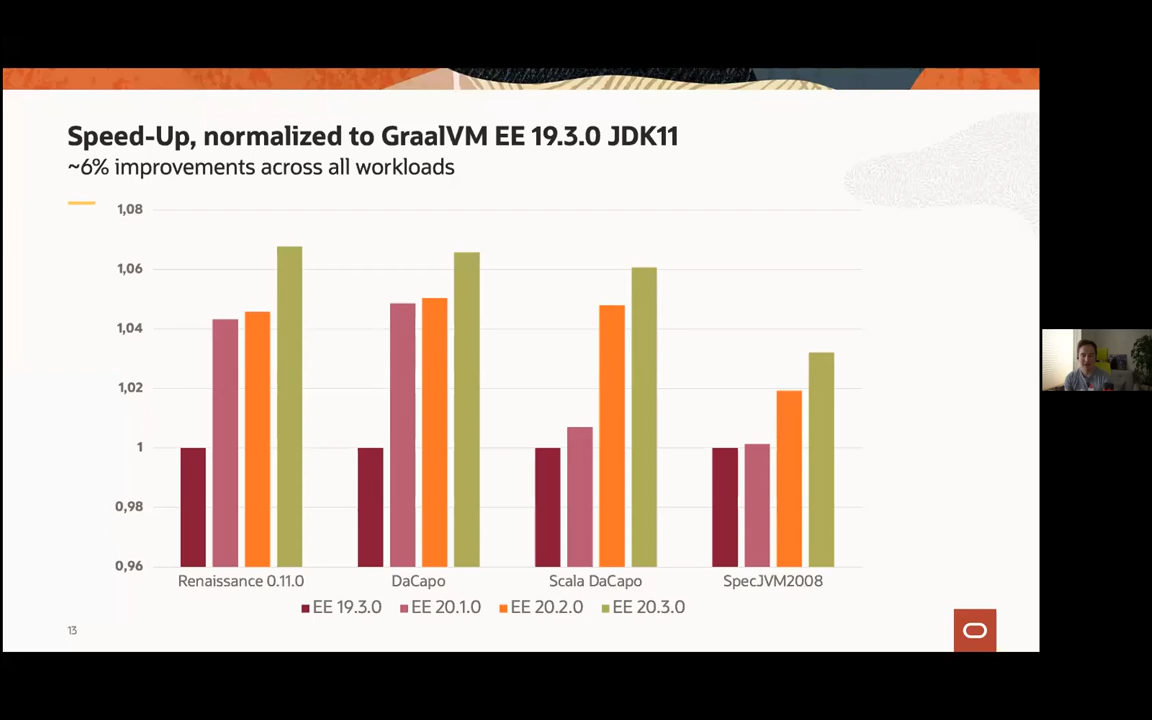 Speed-Up, normalized to GraalVM EE 19.3.0 JDK11
~6% improvements across all workloads
1,08
1,06
1,04
1,02
1
0,98
0,96
Renaissance 0.11.0 DaCapo Scala DaCapo SpecJVM2008
EE 19.3.0 EE 20.1.0 EE 20.2.0 EE 20.3.0
13